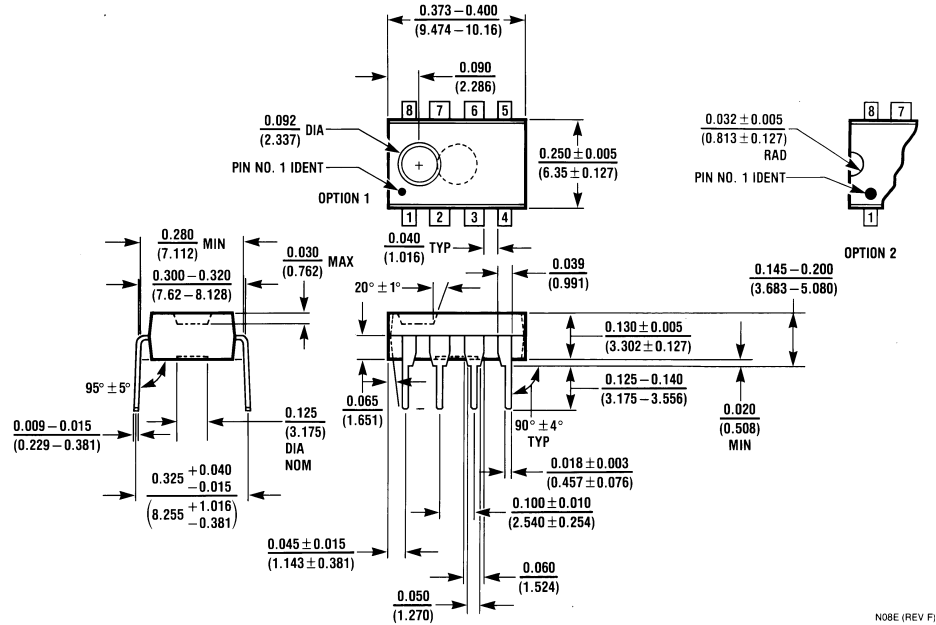 0.373–0.400
(9.474–10.16)
0.090
(2.286)
8 7 6 5
0.092 DIA
(2.337)
PIN NO. 1 IDENT
OPTION 1
0.250 ± 0.005
(6.35 ± 0.127)
1 2 3 4
0.032 ± 0.005
(0.813 ± 0.127)
RAD
PIN NO. 1 IDENT
8 7
1
OPTION 2
0.280 MIN
(7.112)
0.300–0.320
(7.62–8.128)
0.030 MAX
(0.762)
0.040 TYP
(1.016)
0.039
(0.991)
20° ± 1°
0.145–0.200
(3.683–5.080)
0.130 ± 0.005
(3.302 ± 0.127)
95° ± 5°
0.065
(1.651)
0.125–0.140
(3.175–3.556)
0.020
(0.508)
MIN
90° ± 4°
TYP
0.009–0.015
(0.229–0.381)
0.125
(3.175)
DIA
NOM
0.018 ± 0.003
(0.457 ± 0.076)
0.325 +0.040
−0.015
(8.255 +1.016
−0.381)
0.100 ± 0.010
(2.540 ± 0.254)
0.045 ± 0.015
(1.143 ± 0.381)
0.060
(1.524)
0.050
(1.270)
N08E (REV F)